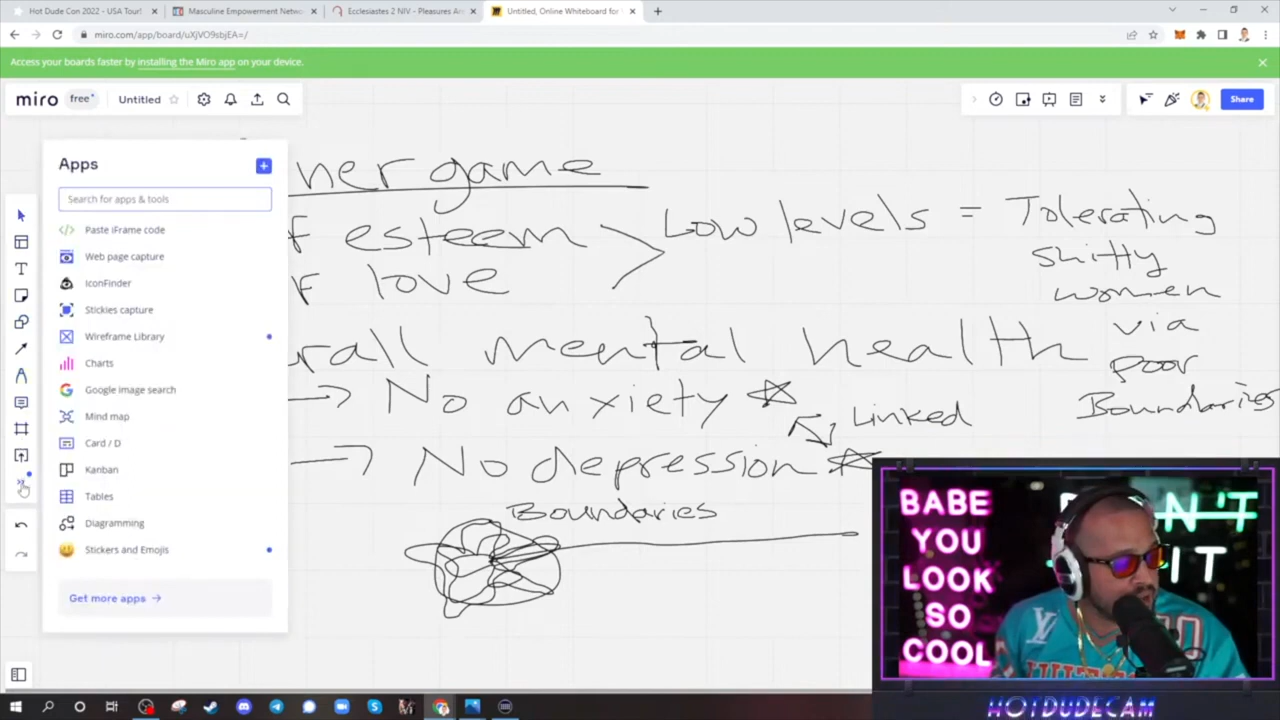 Hot Dude Con 2022 - USA Tour!
Masculine Empowerment Netwo
Ecclesiastes 2 NIV - Pleasures Ar
Untitled, Online Whiteboard for
miro.com/app/board/uXjVO9sbjEA=/
Access your boards faster by installing the Miro app on your device.
miro free Untitled
Share
Apps
Search for apps & tools
Paste iFrame code
Web page capture
IconFinder
Stickies capture
Wireframe Library
Charts
Google image search
Mind map
Card / D
Kanban
Tables
Diagramming
Stickers and Emojis
Get more apps
ner game
f esteem
f love
Low levels = Tolerating
shitty
women
via
poor
Boundaries
rall mental health
No anxiety
Linked
No depression
Boundaries
BABE
YOU
LOOK
SO
COOL
HOTDUDECAM